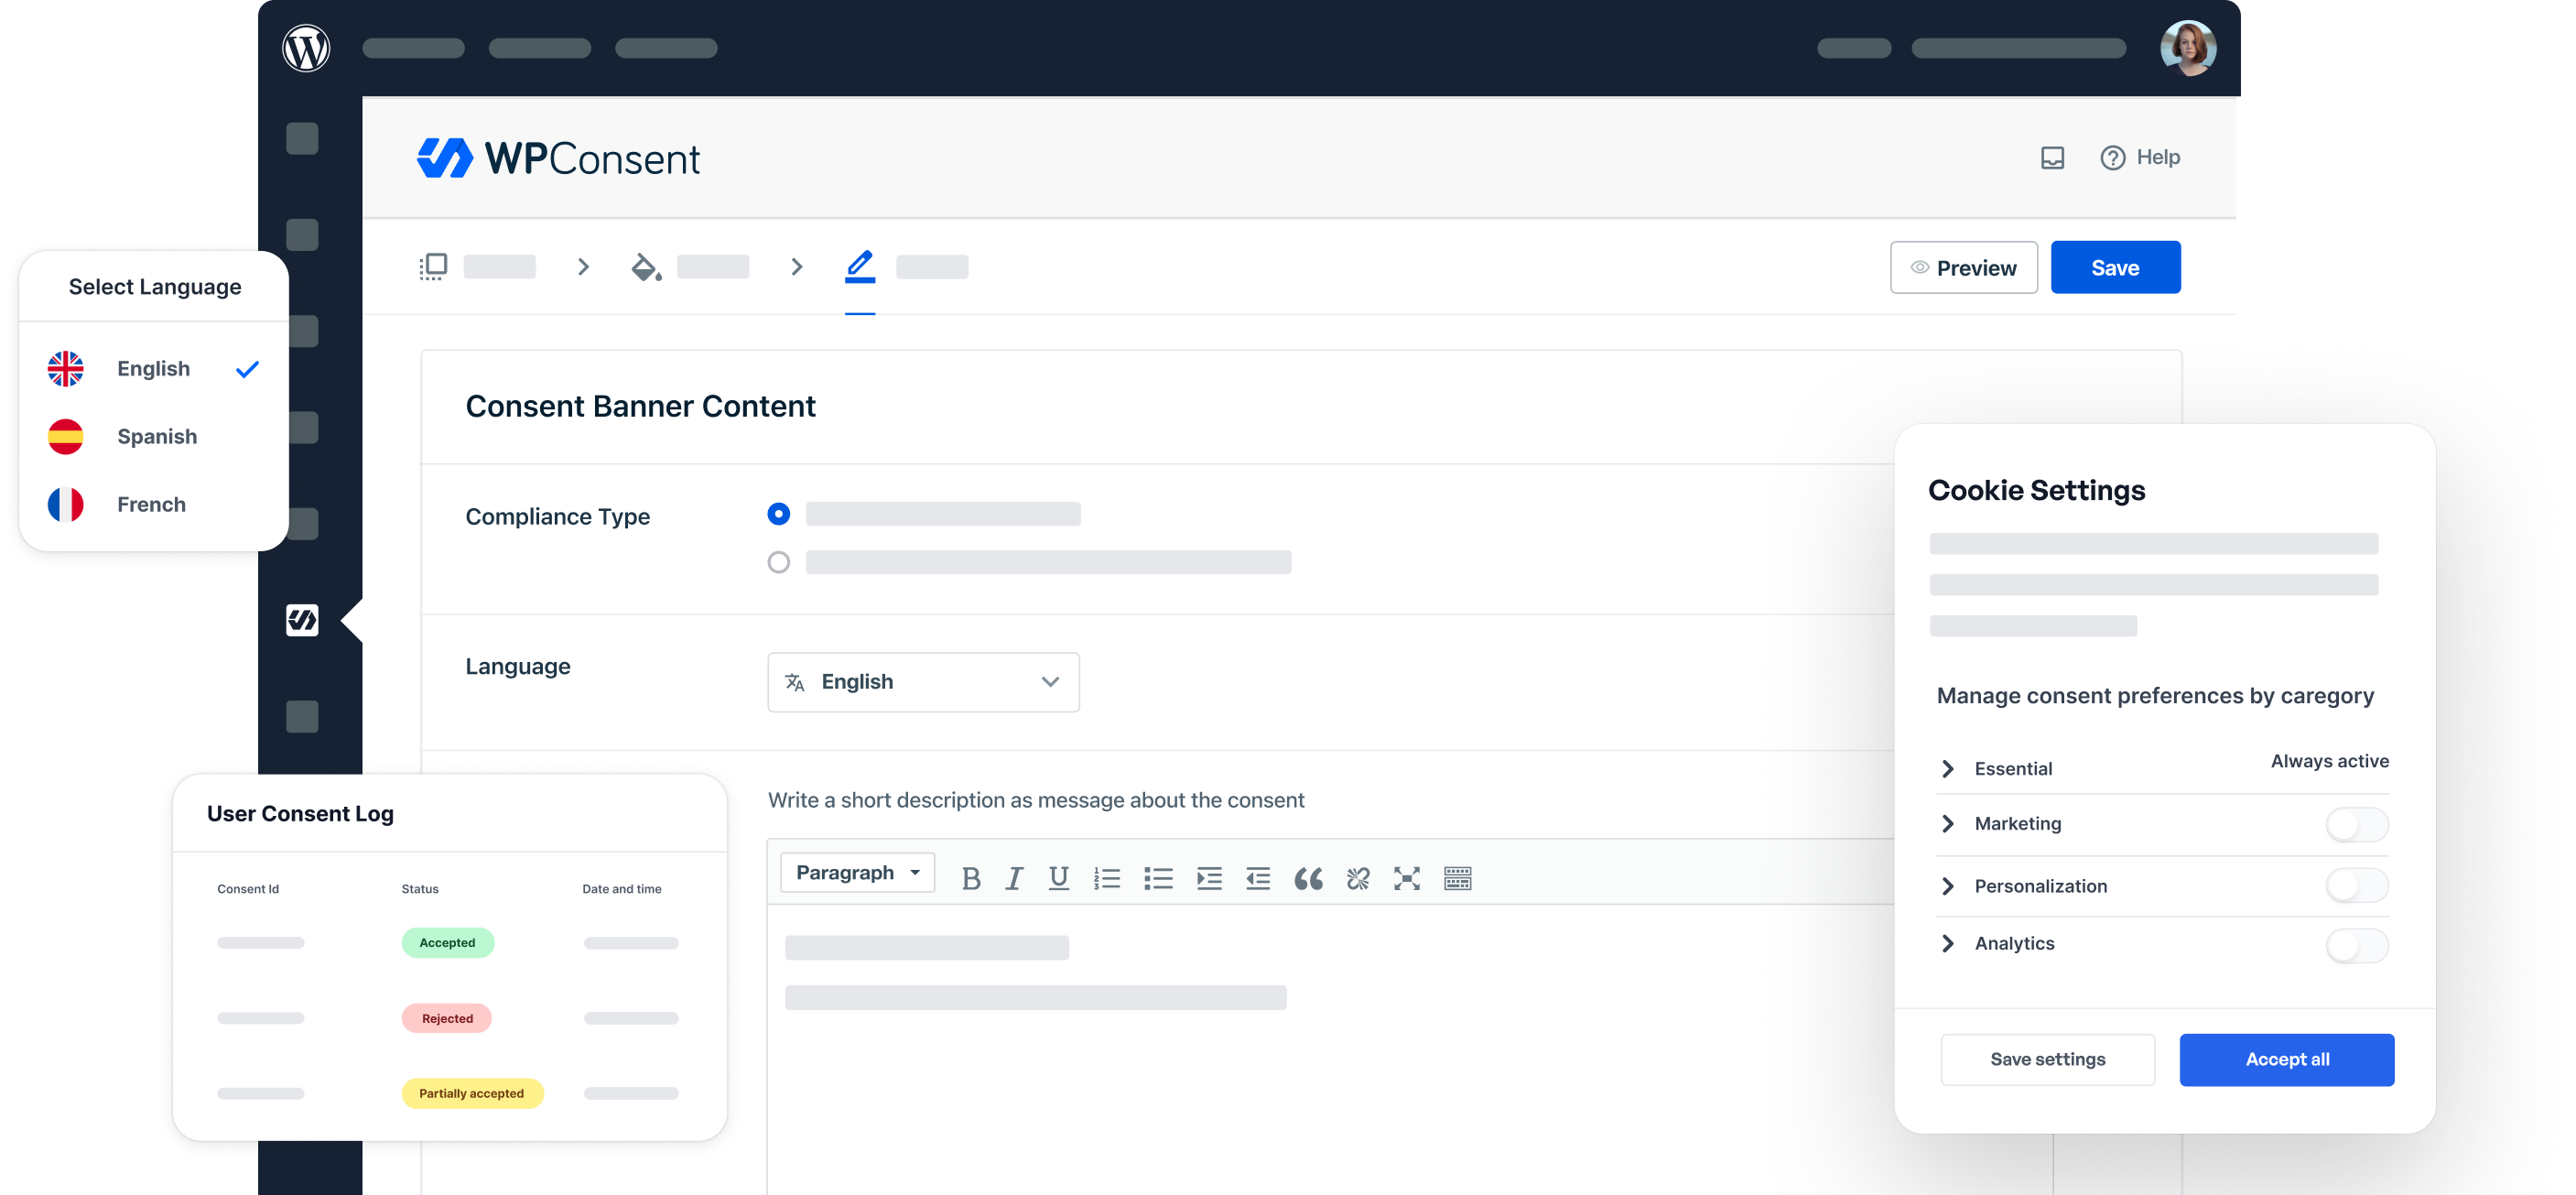 WPConsent
Help
Preview
Save
Select Language
English
Spanish
French
Consent Banner Content
Compliance Type
Language
English
Write a short description as message about the consent
Paragraph
User Consent Log
Consent Id Status Date and time
Accepted
Rejected
Partially accepted
Cookie Settings
Manage consent preferences by caregory
Essential Always active
Marketing
Personalization
Analytics
Save settings Accept all